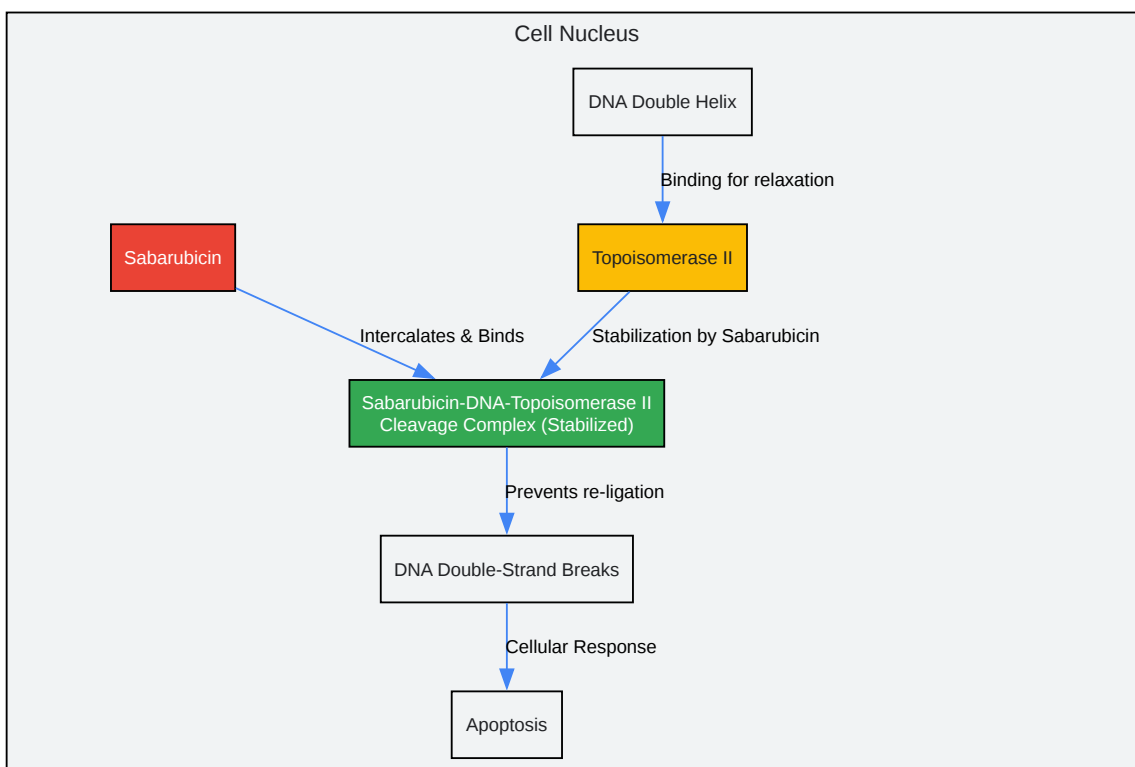 Cell Nucleus
DNA Double Helix
Binding for relaxation
Sabarubicin
Topoisomerase II
Intercalates & Binds
Stabilization by Sabarubicin
Sabarubicin-DNA-Topoisomerase II
Cleavage Complex (Stabilized)
Prevents re-ligation
DNA Double-Strand Breaks
Cellular Response
Apoptosis